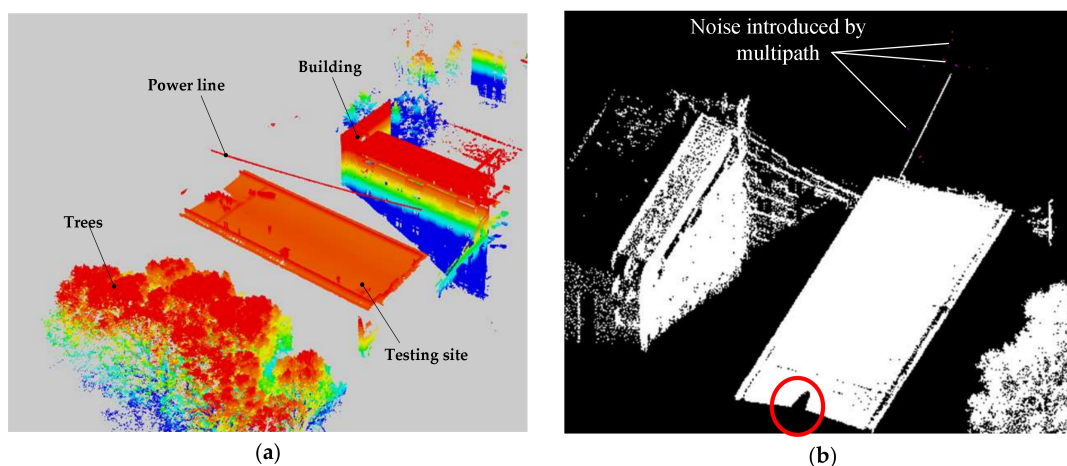 Building
Power line
Trees
Testing site
Noise introduced by
multipath
(a)
(b)